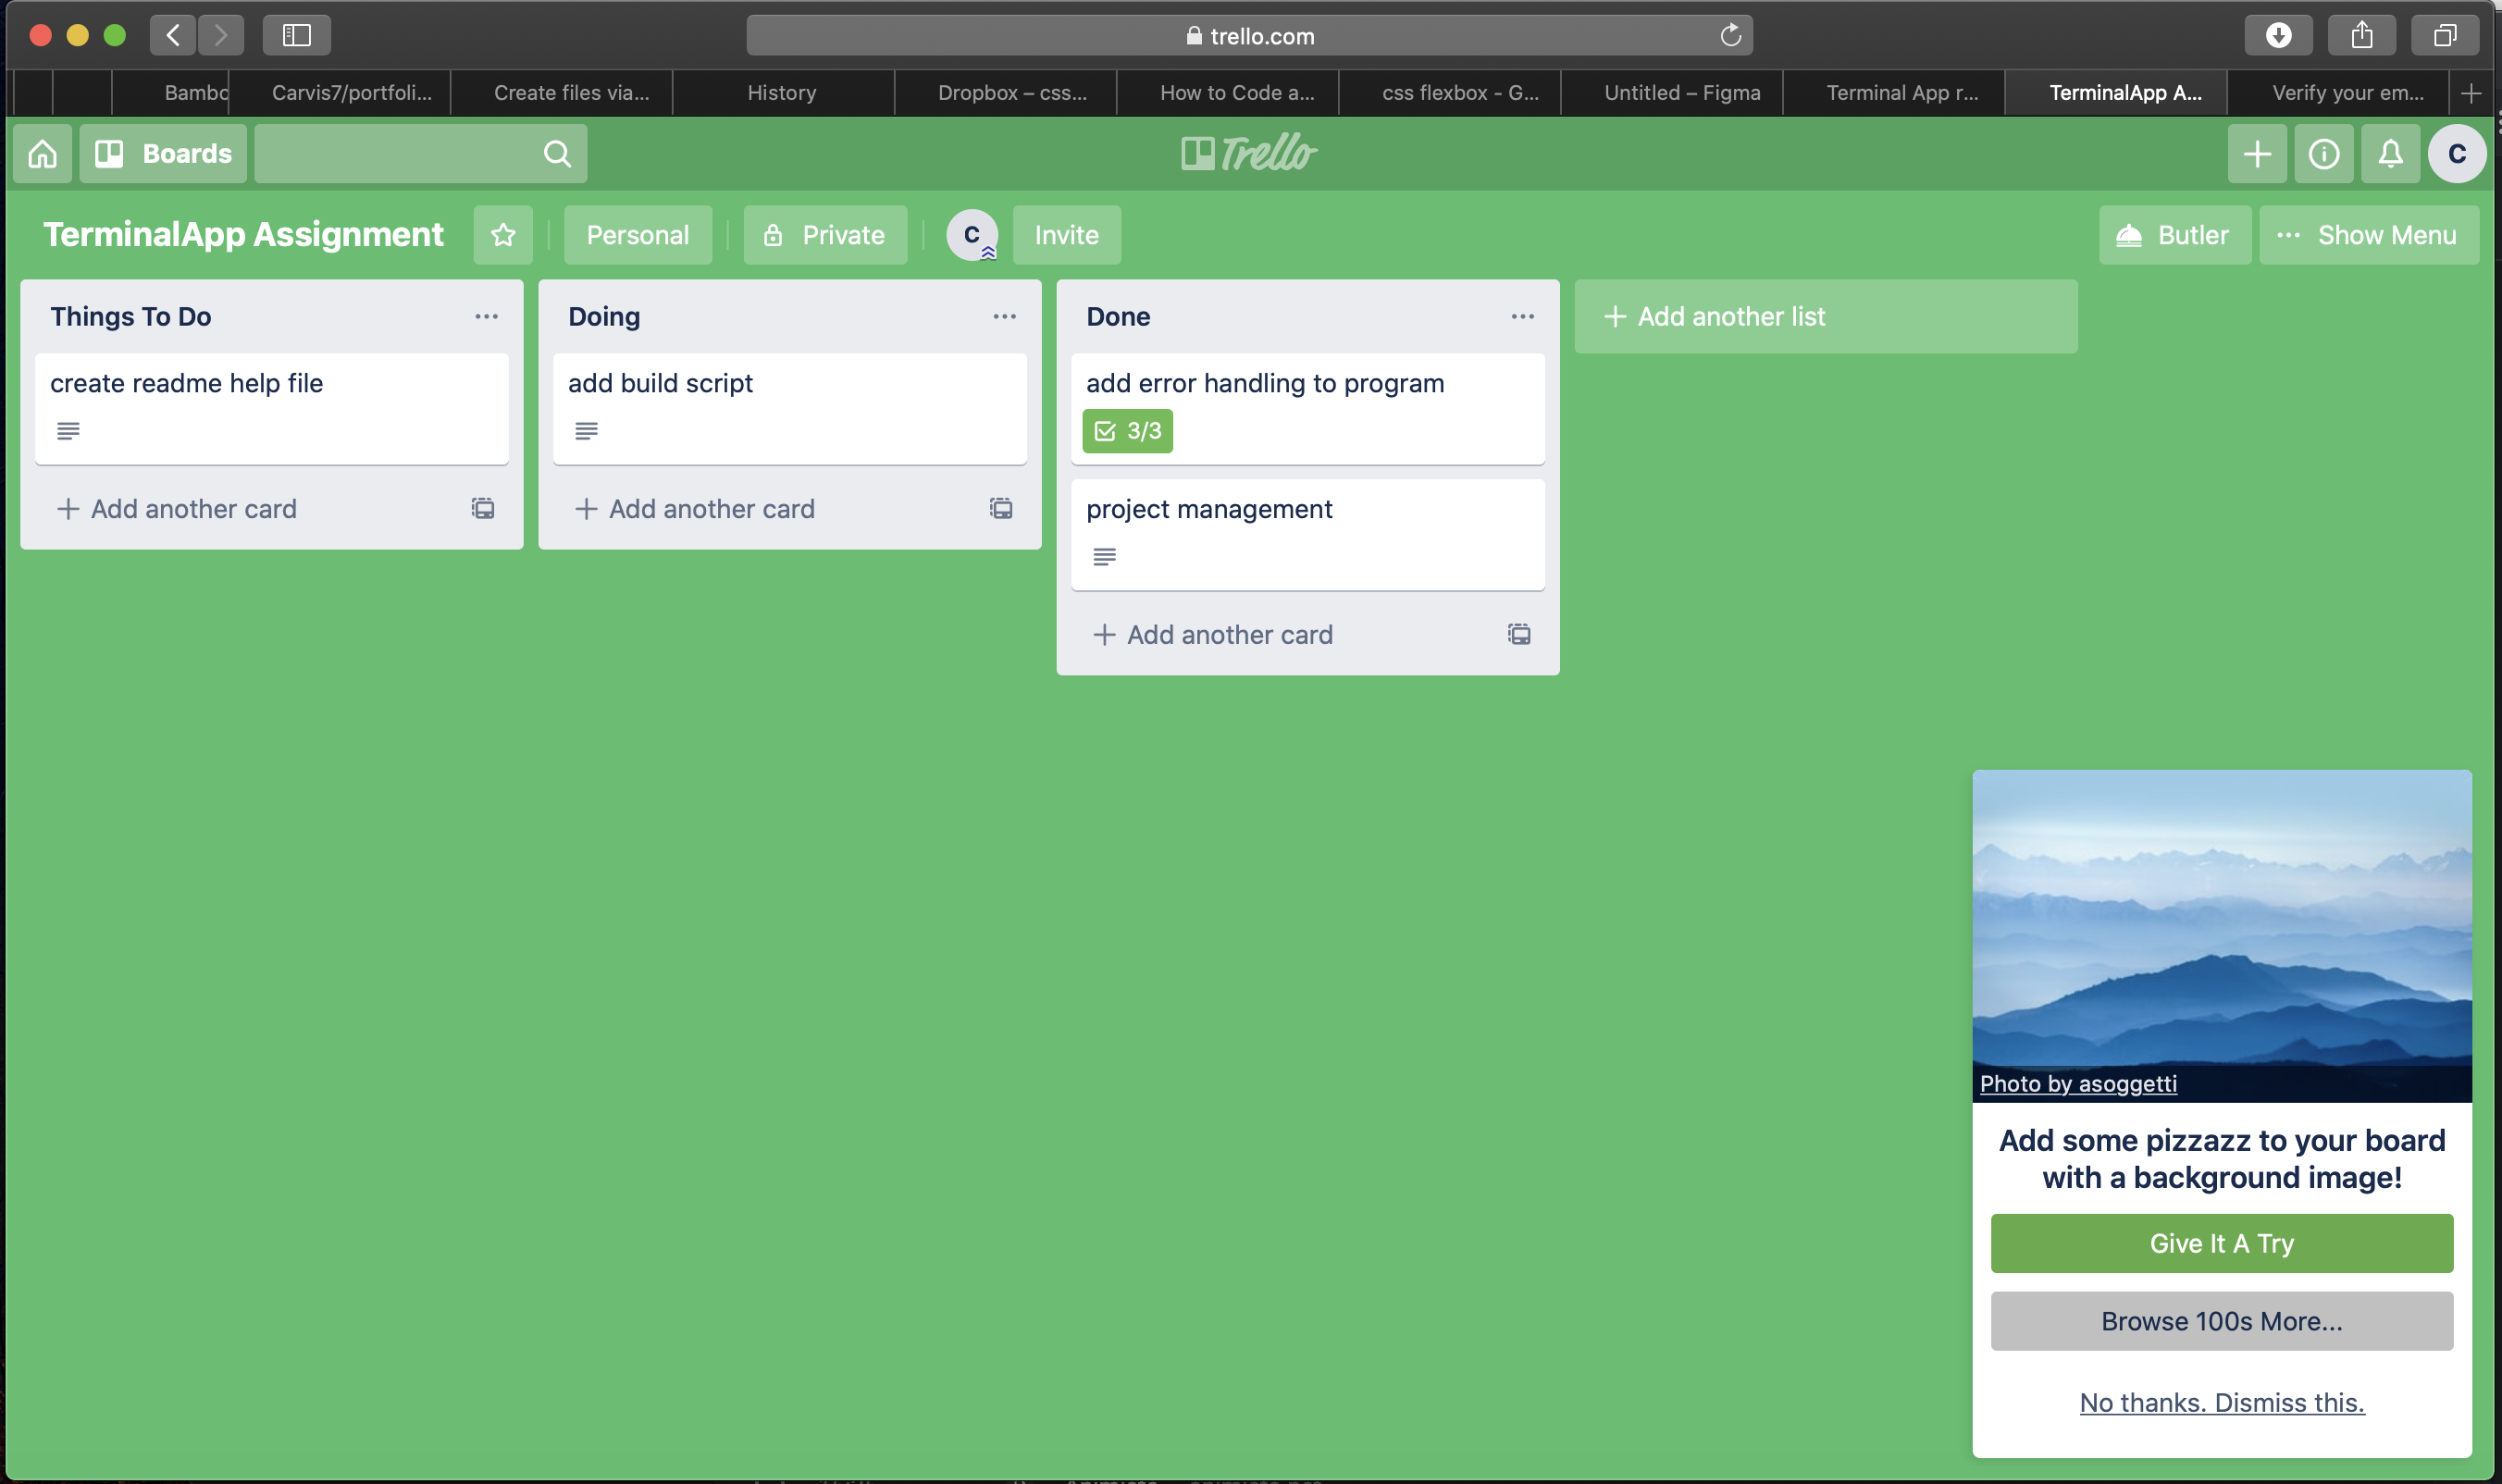 trello.com
Bambo
Carvis7/portfoli...
Create files via...
History
Dropbox – css...
How to Code a...
css flexbox - G...
Untitled – Figma
Terminal App r...
TerminalApp A...
Verify your em...
Boards
Trello
C
TerminalApp Assignment
Personal
Private
C
Invite
Butler
Show Menu
Things To Do
create readme help file
Add another card
Doing
add build script
Add another card
Done
add error handling to program
3/3
project management
Add another card
Add another list
Photo by asoggetti
Add some pizzazz to your board
with a background image!
Give It A Try
Browse 100s More...
No thanks. Dismiss this.